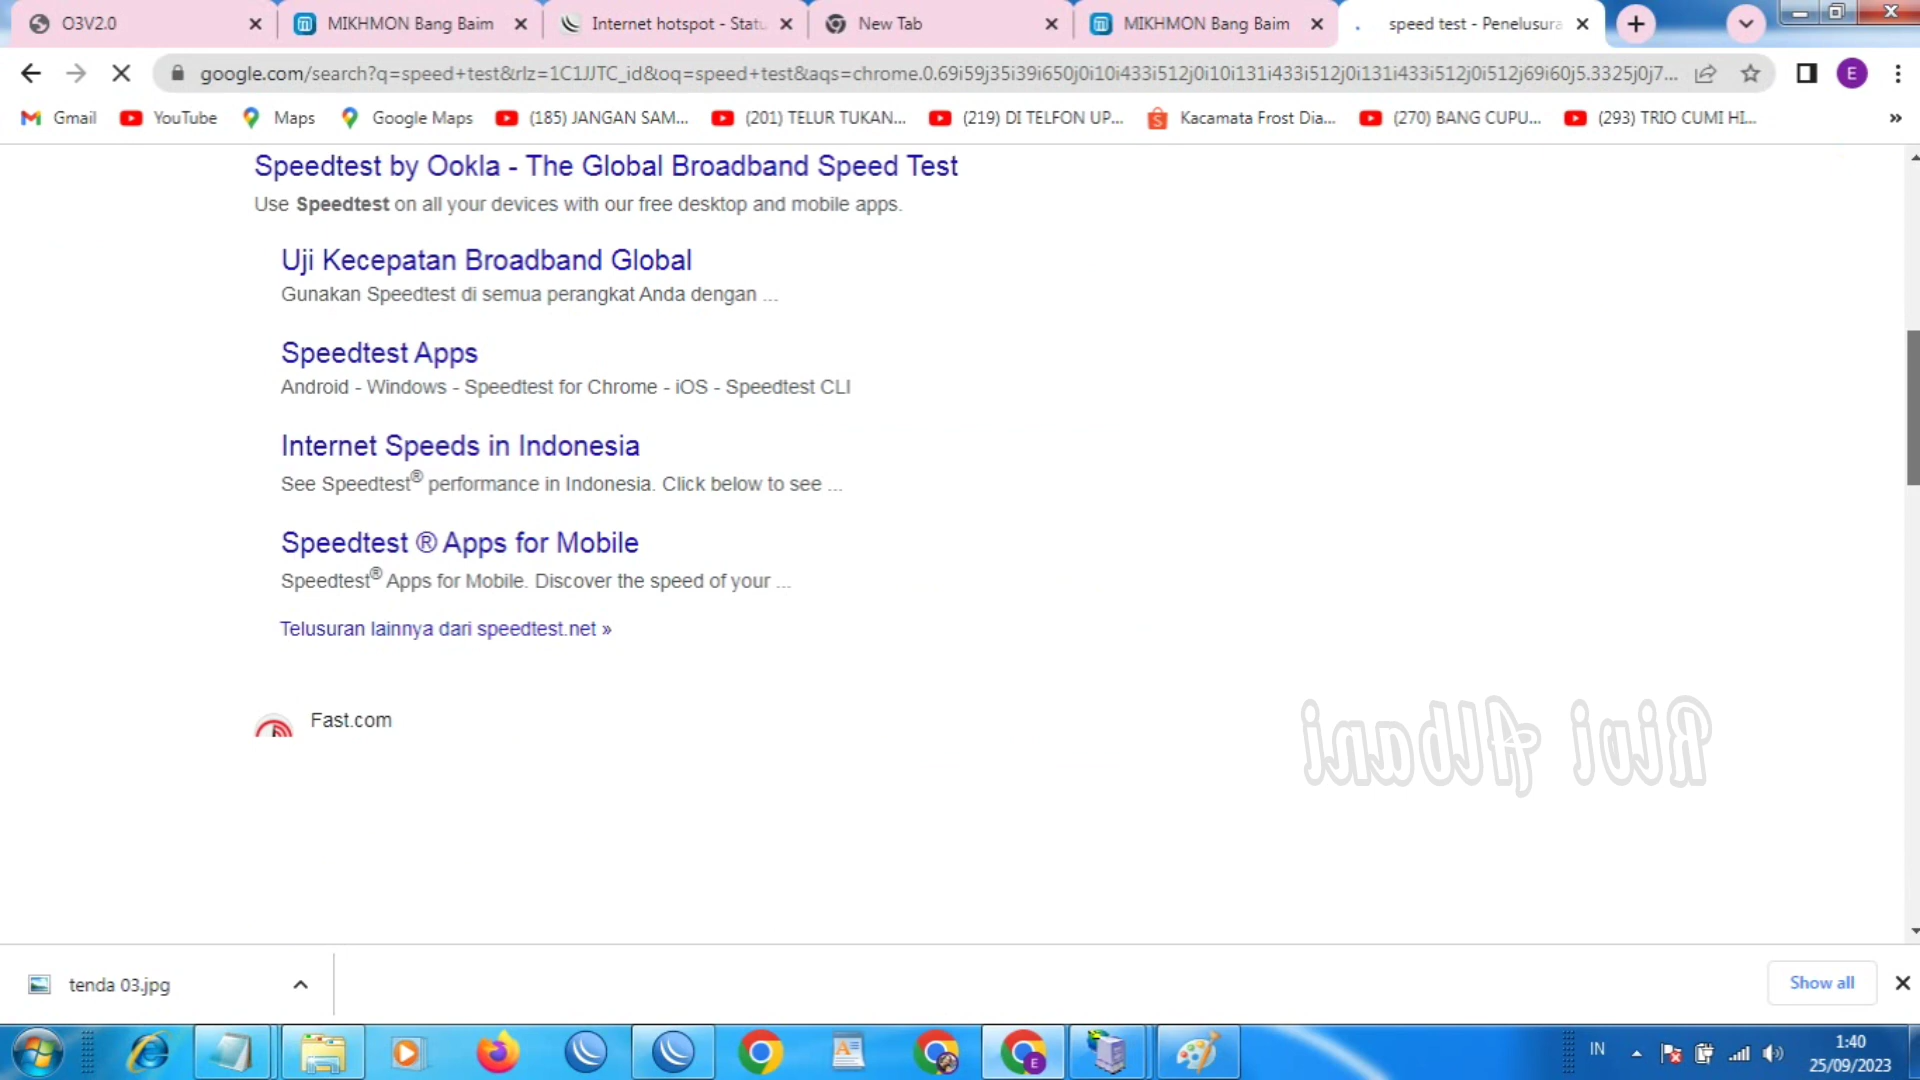 O3V2.0
MIKHMON Bang Baim
Internet hotspot - Statu
New Tab
MIKHMON Bang Baim
speed test - Penelusura
google.com/search?q=speed+test&rlz=1C1JJTC_id&oq=speed+test&aqs=chrome.0.69i59j35i39i650j0i10i433i512j0i10i131i433i512j0i131i433i512j0i512j69i60j5.3325j0j7...
E
Gmail
YouTube
Maps
Google Maps
(185) JANGAN SAM...
(201) TELUR TUKAN...
(219) DI TELFON UP...
Kacamata Frost Dia...
(270) BANG CUPU...
(293) TRIO CUMI HI...
»
Speedtest by Ookla - The Global Broadband Speed Test
Use Speedtest on all your devices with our free desktop and mobile apps.
Uji Kecepatan Broadband Global
Gunakan Speedtest di semua perangkat Anda dengan ...
Speedtest Apps
Android - Windows - Speedtest for Chrome - iOS - Speedtest CLI
Internet Speeds in Indonesia
See Speedtest® performance in Indonesia. Click below to see ...
Speedtest ® Apps for Mobile
Speedtest® Apps for Mobile. Discover the speed of your ...
Telusuran lainnya dari speedtest.net »
Fast.com
tenda 03.jpg
Show all
IN
1:40
25/09/2023